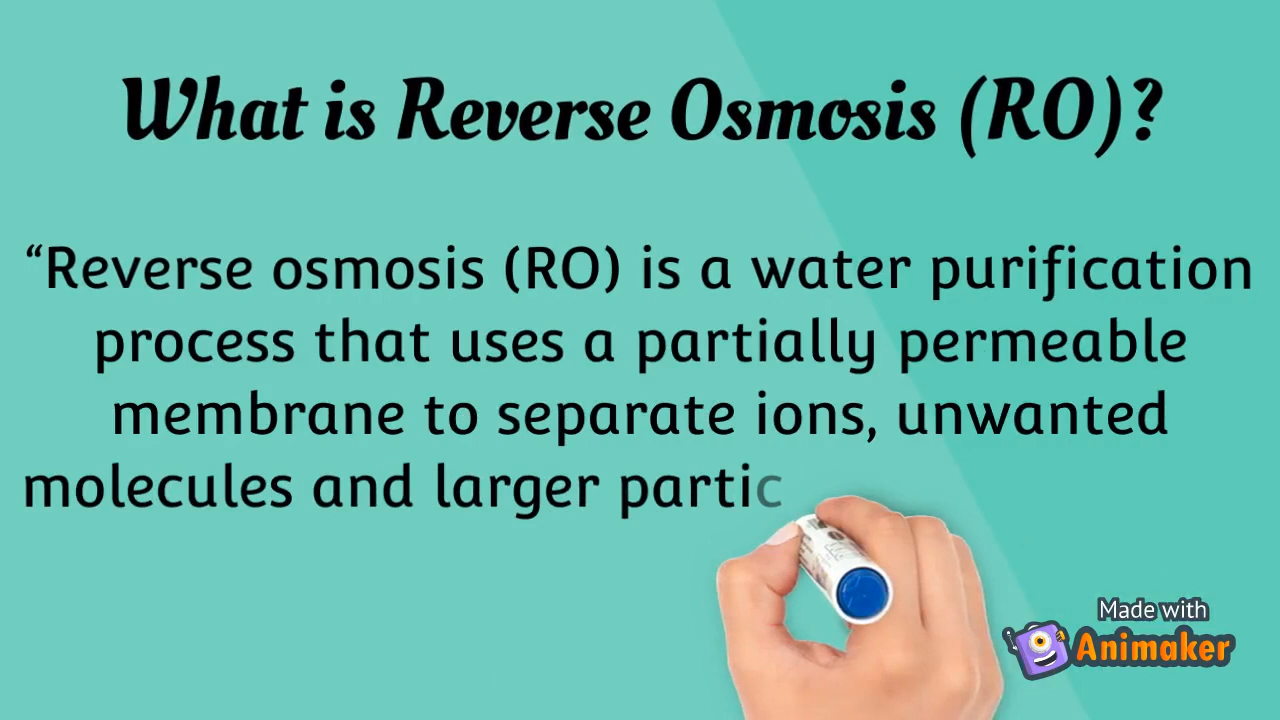 What is Reverse Osmosis (RO)?
“Reverse osmosis (RO) is a water purification
process that uses a partially permeable
membrane to separate ions, unwanted
molecules and larger partic
Made with
Animaker